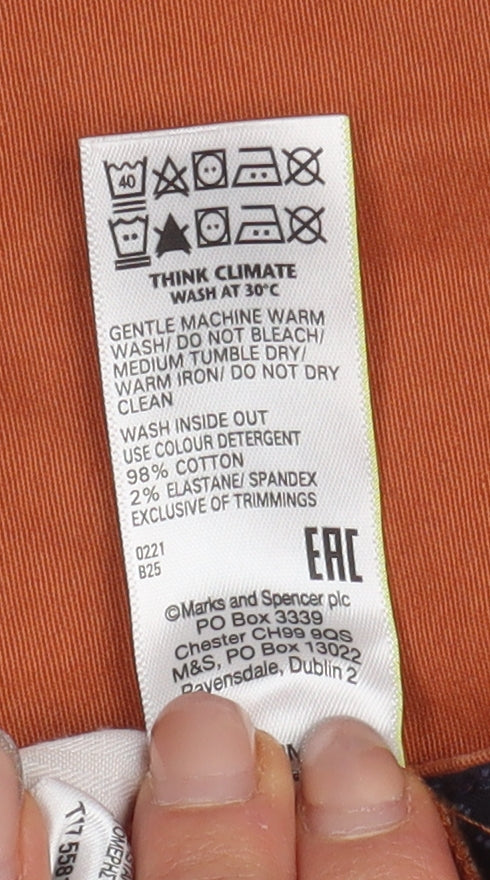 40
THINK CLIMATE
WASH AT 30°C
GENTLE MACHINE WARM
WASH/ DO NOT BLEACH/
MEDIUM TUMBLE DRY/
WARM IRON/ DO NOT DRY
CLEAN
WASH INSIDE OUT
USE COLOUR DETERGENT
98% COTTON
2% ELASTANE/ SPANDEX
EXCLUSIVE OF TRIMMINGS
0221
B25
EAC
©Marks and Spencer plc
PO Box 3339
Chester CH99 9QS
M&S, PO Box 13022
Ravensdale, Dublin 2
T17 558